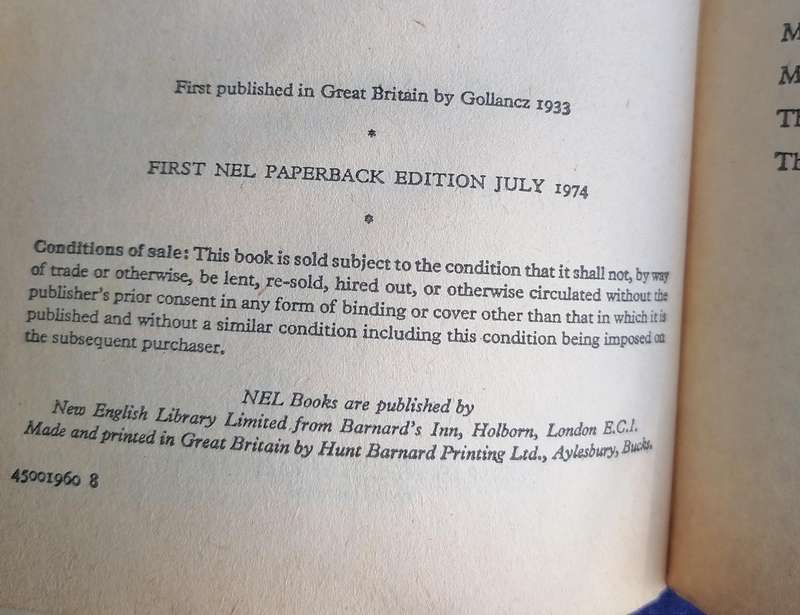 First published in Great Britain by Gollancz 1933
*
FIRST NEL PAPERBACK EDITION JULY 1974
*
Conditions of sale: This book is sold subject to the condition that it shall not, by way
of trade or otherwise, be lent, re-sold, hired out, or otherwise circulated without the
publisher's prior consent in any form of binding or cover other than that in which it is
published and without a similar condition including this condition being imposed on
the subsequent purchaser.
NEL Books are published by
New English Library Limited from Barnard's Inn, Holborn, London E.C.1.
Made and printed in Great Britain by Hunt Barnard Printing Ltd., Aylesbury, Bucks.
45001960 8